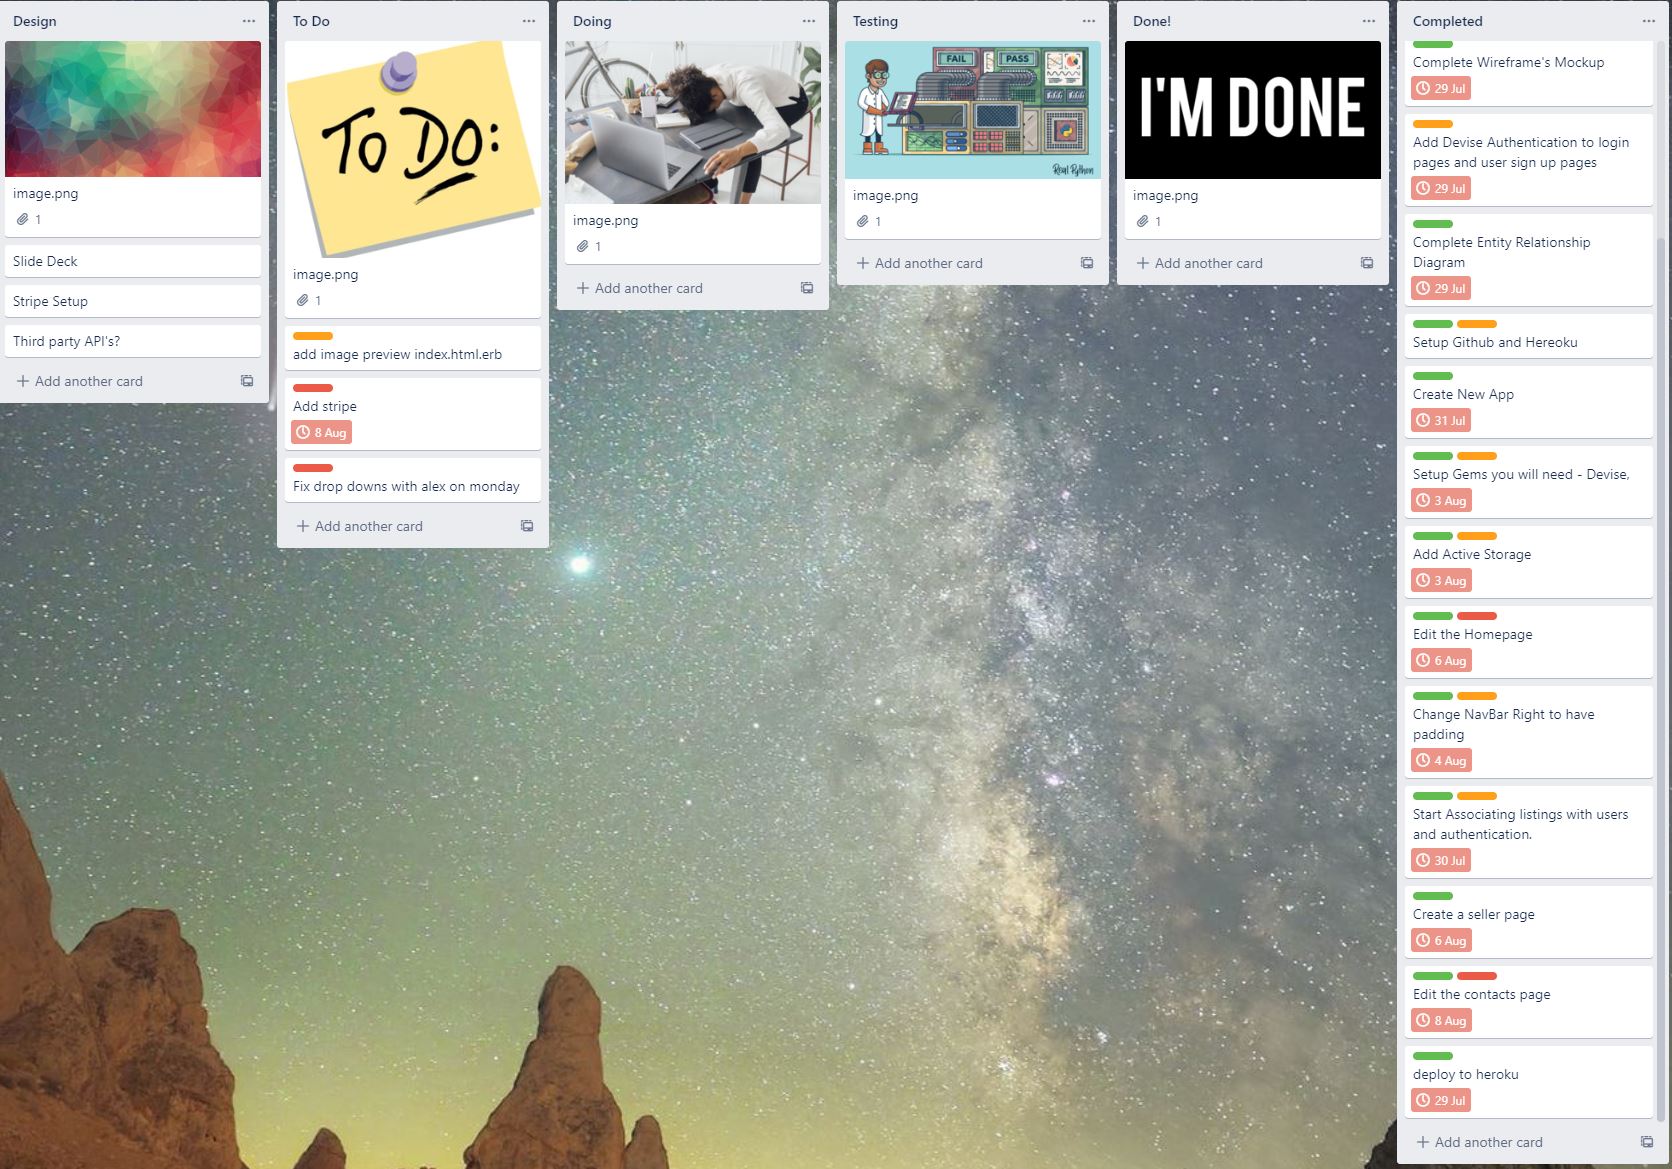 Design
image.png
1
Slide Deck
Stripe Setup
Third party API's?
+ Add another card
To Do
TO DO:
image.png
1
add image preview index.html.erb
Add stripe
8 Aug
Fix drop downs with alex on monday
+ Add another card
Doing
image.png
1
+ Add another card
Testing
FAIL
PASS
Real Python
image.png
1
+ Add another card
Done!
I'M DONE
image.png
1
+ Add another card
Completed
Complete Wireframe's Mockup
29 Jul
Add Devise Authentication to login
pages and user sign up pages
29 Jul
Complete Entity Relationship
Diagram
29 Jul
Setup Github and Hereoku
Create New App
31 Jul
Setup Gems you will need - Devise,
3 Aug
Add Active Storage
3 Aug
Edit the Homepage
6 Aug
Change NavBar Right to have
padding
4 Aug
Start Associating listings with users
and authentication.
30 Jul
Create a seller page
6 Aug
Edit the contacts page
8 Aug
deploy to heroku
29 Jul
+ Add another card